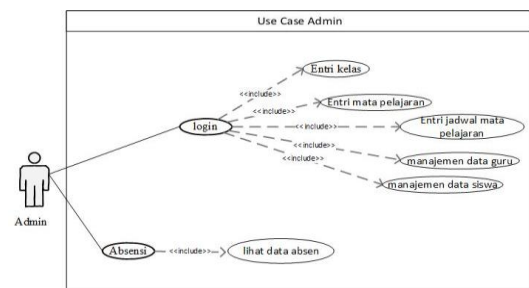 Use Case Admin
Entri kelas
<<include>>
Entri mata pelajaran
<<include>>
login
<<include>>
Entri jadwal mata
pelajaran
<<include>>
manajemen data guru
<<include>>
manajemen data siswa
Admin
Absensi
<<include>>
lihat data absen